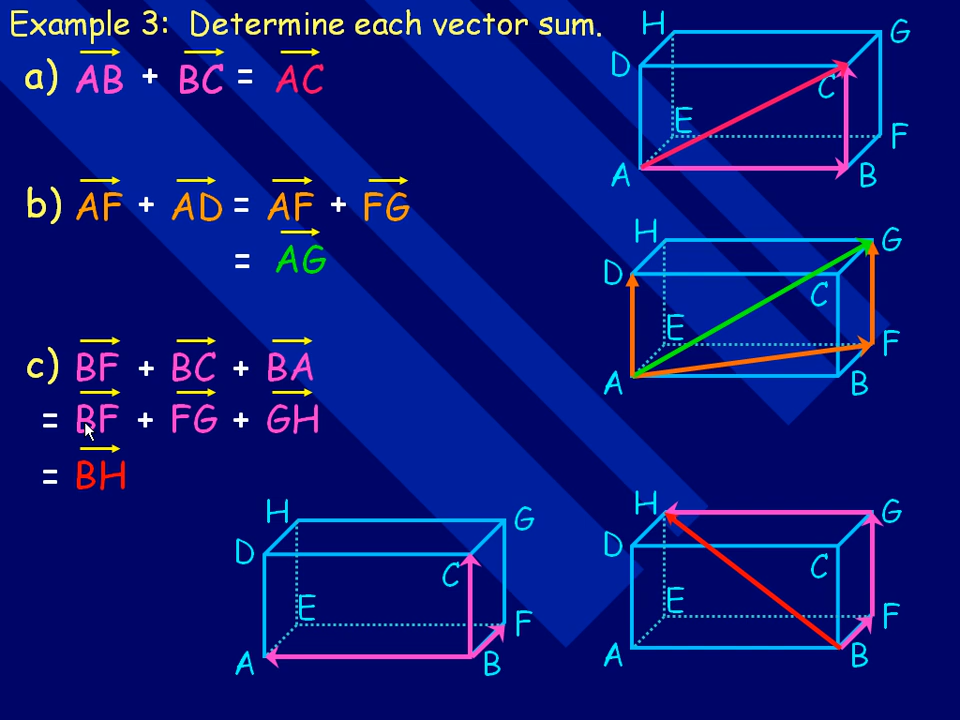 Example 3: Determine each vector sum.
a) AB + BC = AC
b) AF + AD = AF + FG
= AG
c) BF + BC + BA
= BF + FG + GH
= BH
H G
D C
E F
A B
H G
D C
E F
A B
H G
D C
E F
A B
H G
D C
E F
A B